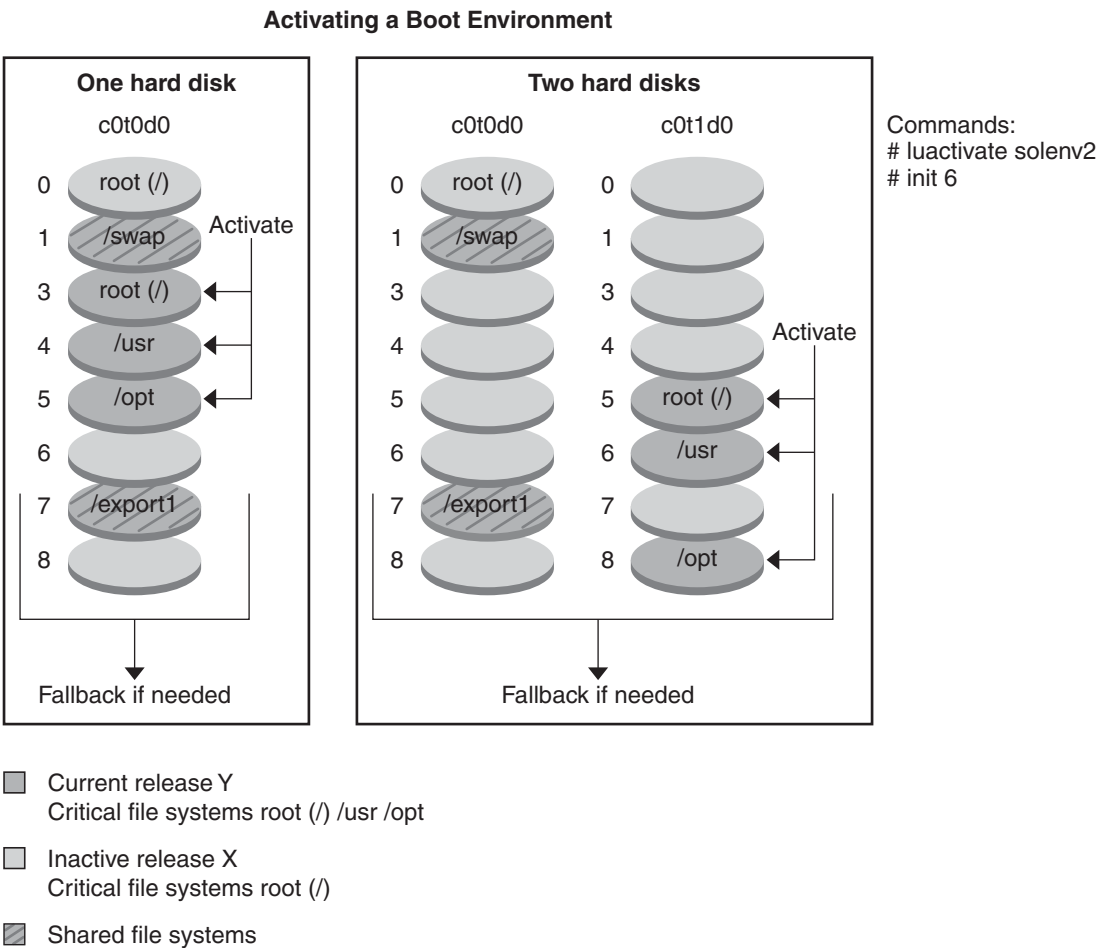 Activating a Boot Environment
One hard disk
c0t0d0
0 root (/)
1 /swap
Activate
3 root (/)
4 /usr
5 /opt
6
7 /export1
8
Fallback if needed
Two hard disks
c0t0d0
0 root (/)
1 /swap
3
4
5
6
7 /export1
8
c0t1d0
0
1
3
4
Activate
5 root (/)
6 /usr
7
8 /opt
Fallback if needed
Commands:
# luactivate solenv2
# init 6
Current release Y
Critical file systems root (/) /usr /opt
Inactive release X
Critical file systems root (/)
Shared file systems